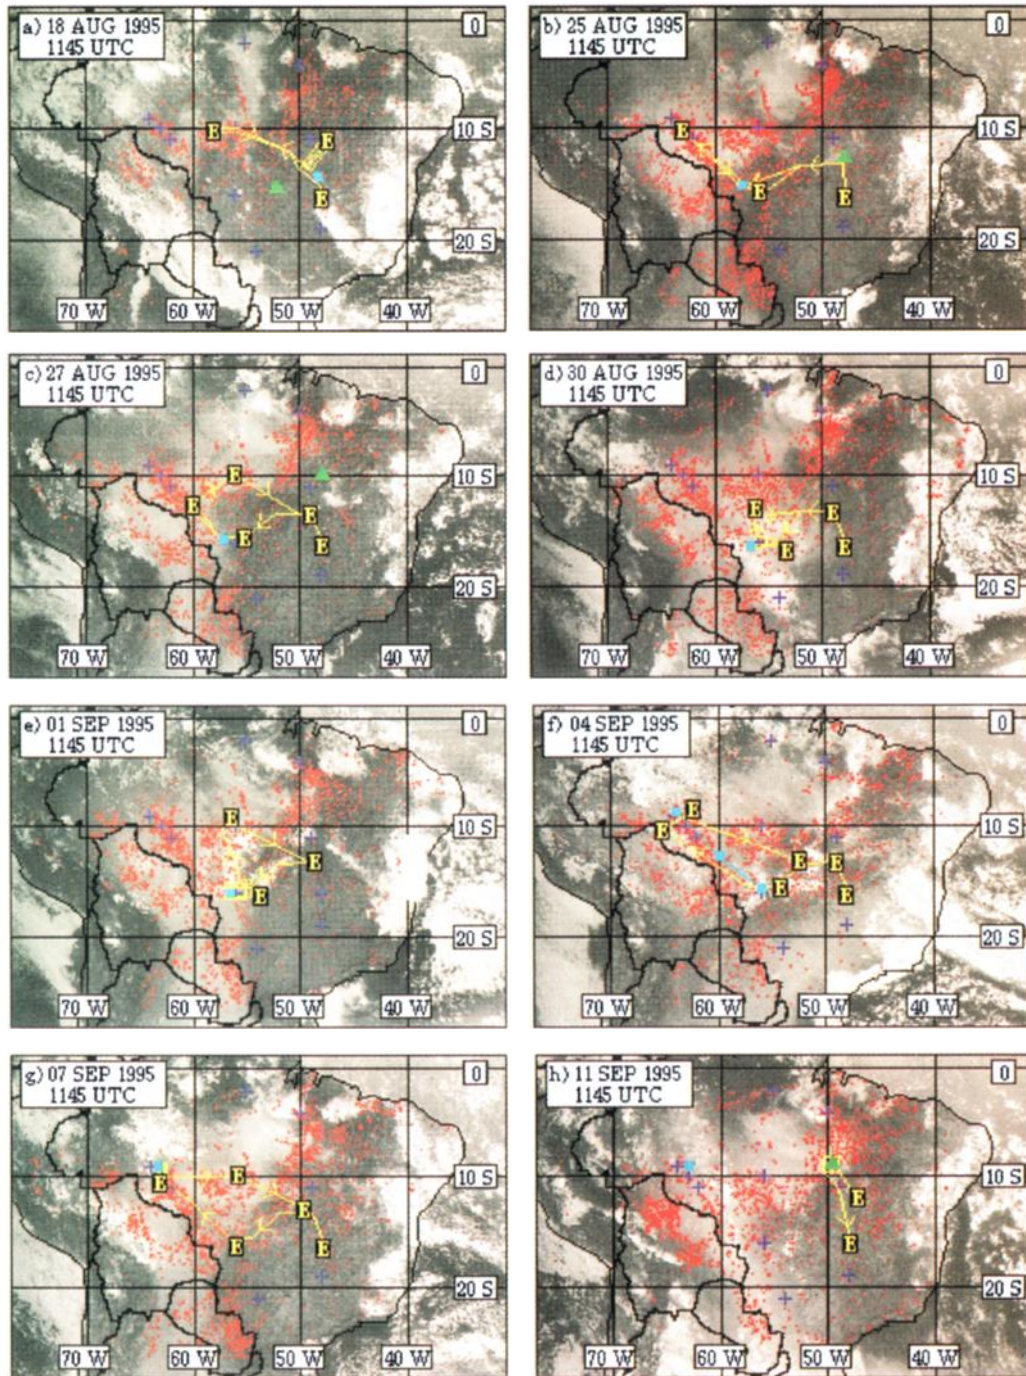 a) 18 AUG 1995
1145 UTC
0
E
E
10 S
E
20 S
70 W 60 W 50 W 40 W
b) 25 AUG 1995
1145 UTC
0
E
10 S
E
E
20 S
70 W 60 W 50 W 40 W
c) 27 AUG 1995
1145 UTC
0
E
10 S
E
E
E
E
20 S
70 W 60 W 50 W 40 W
d) 30 AUG 1995
1145 UTC
0
10 S
E
E
E
E
20 S
70 W 60 W 50 W 40 W
e) 01 SEP 1995
1145 UTC
0
E
10 S
E
E
20 S
70 W 60 W 50 W 40 W
f) 04 SEP 1995
1145 UTC
0
E
10 S
E
E
E
E
E
20 S
70 W 60 W 50 W 40 W
g) 07 SEP 1995
1145 UTC
0
E
E
10 S
E
E
E
20 S
70 W 60 W 50 W 40 W
h) 11 SEP 1995
1145 UTC
0
10 S
E
E
20 S
70 W 60 W 50 W 40 W